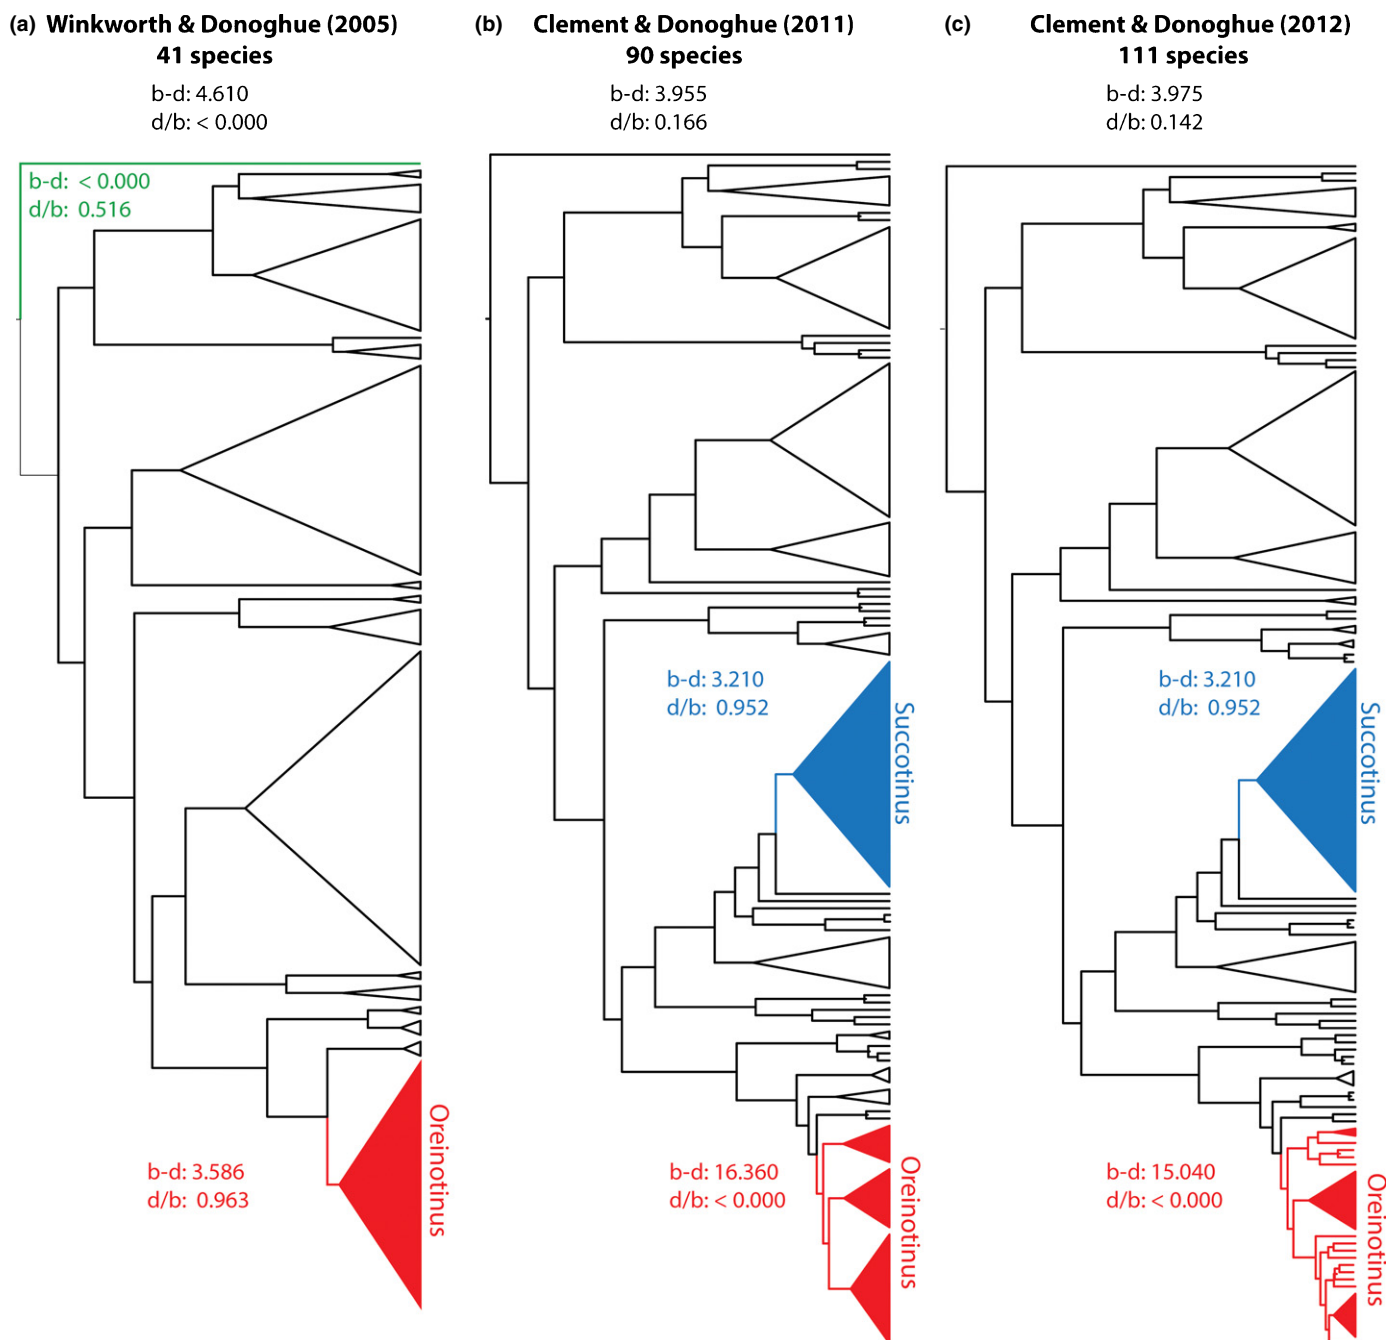 (a) Winkworth & Donoghue (2005)
41 species
b-d: 4.610
d/b: < 0.000
b-d: < 0.000
d/b: 0.516
b-d: 3.586
d/b: 0.963
Oreinotinus
(b) Clement & Donoghue (2011)
90 species
b-d: 3.955
d/b: 0.166
b-d: 3.210
d/b: 0.952
Succotinus
b-d: 16.360
d/b: < 0.000
Oreinotinus
(c) Clement & Donoghue (2012)
111 species
b-d: 3.975
d/b: 0.142
b-d: 3.210
d/b: 0.952
Succotinus
b-d: 15.040
d/b: < 0.000
Oreinotinus